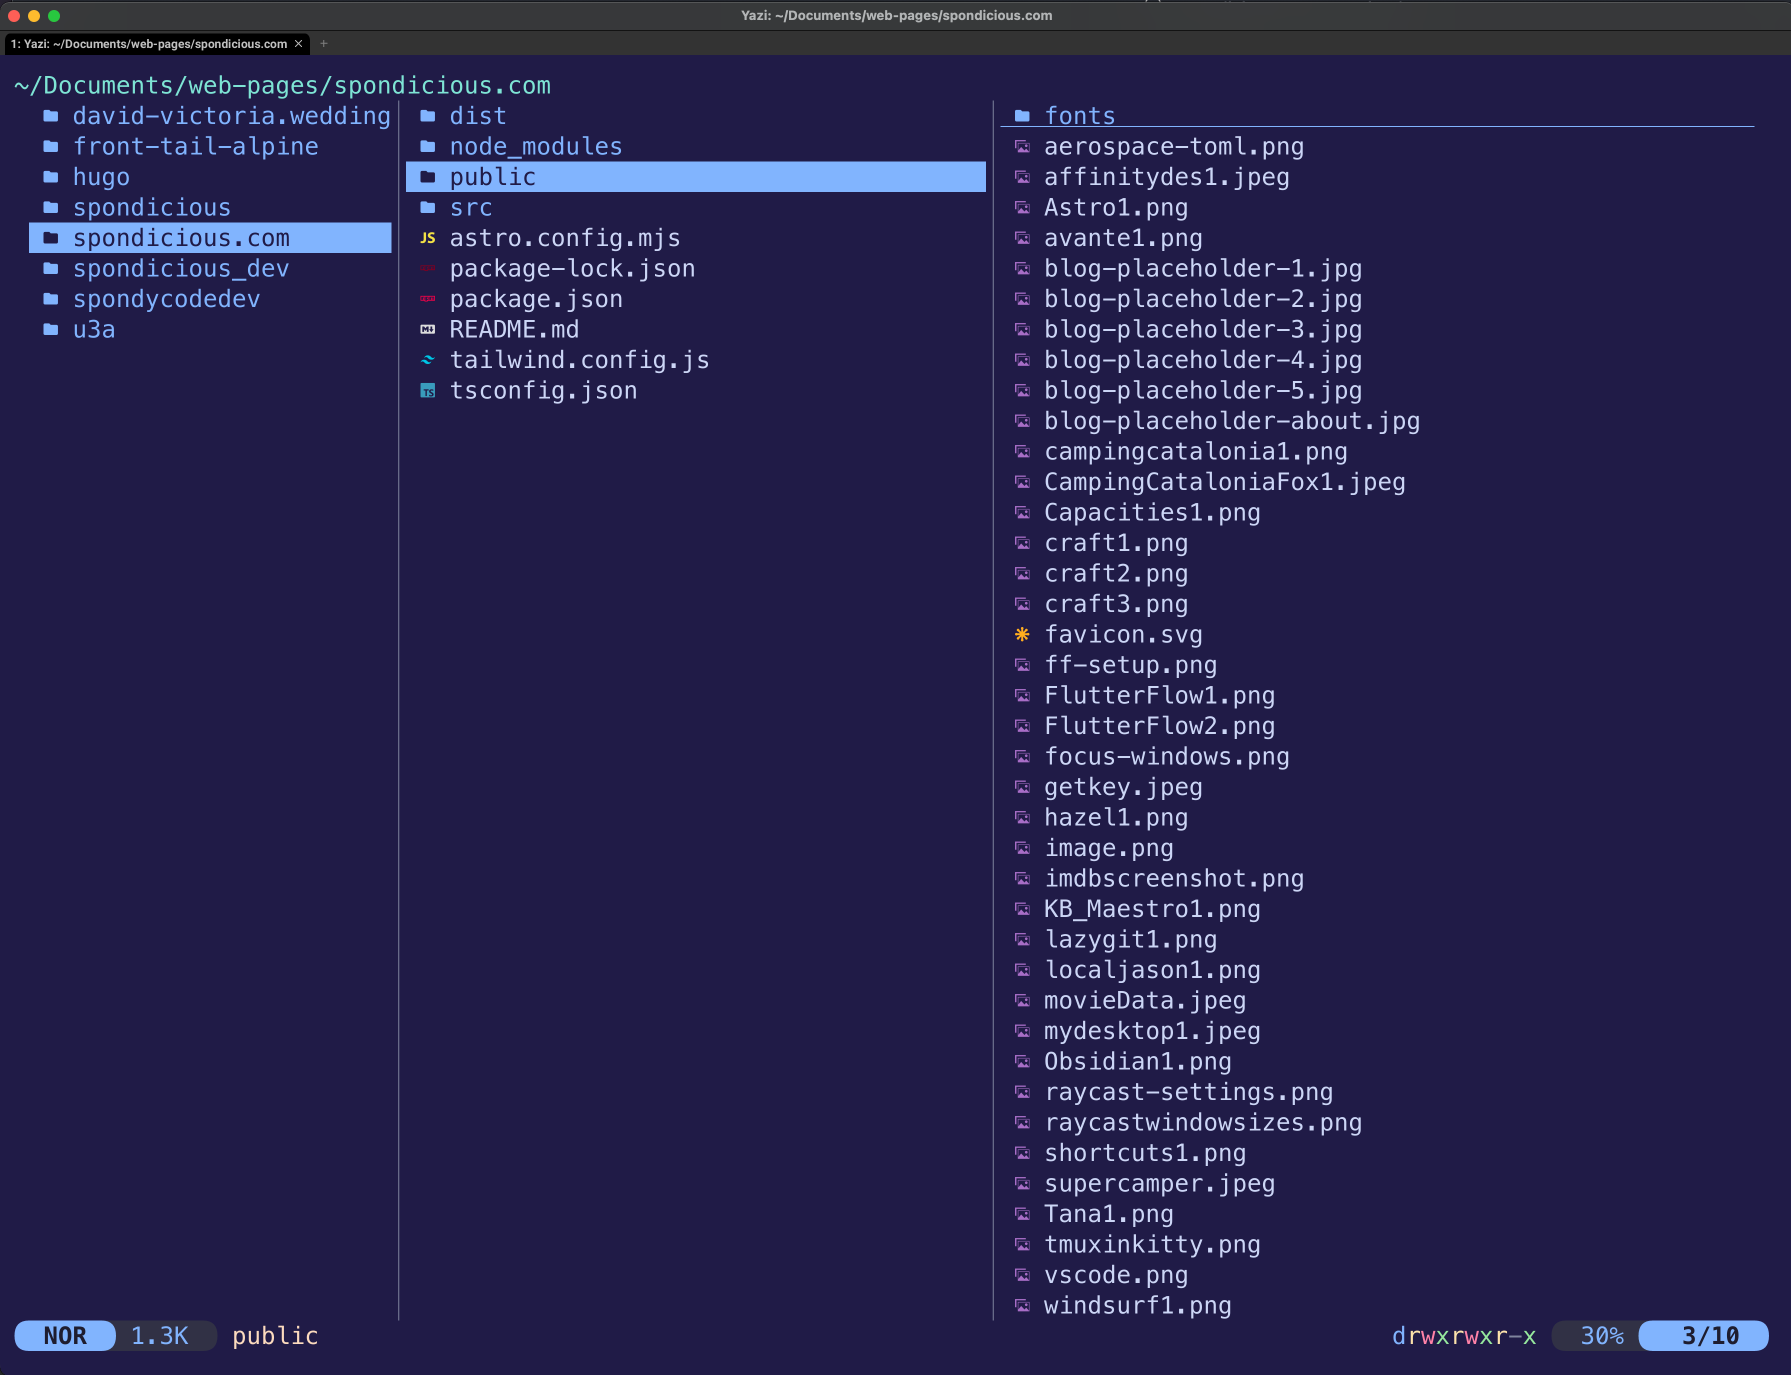 Yazi: ~/Documents/web-pages/spondicious.com
1: Yazi: ~/Documents/web-pages/spondicious.com × +
~/Documents/web-pages/spondicious.com
david-victoria.wedding
front-tail-alpine
hugo
spondicious
spondicious.com
spondicious_dev
spondycodedev
u3a
dist
node_modules
public
src
JS astro.config.mjs
package-lock.json
package.json
README.md
tailwind.config.js
TS tsconfig.json
fonts
aerospace-toml.png
affinitydes1.jpeg
Astro1.png
avante1.png
blog-placeholder-1.jpg
blog-placeholder-2.jpg
blog-placeholder-3.jpg
blog-placeholder-4.jpg
blog-placeholder-5.jpg
blog-placeholder-about.jpg
campingcatalonia1.png
CampingCataloniaFox1.jpeg
Capacities1.png
craft1.png
craft2.png
craft3.png
favicon.svg
ff-setup.png
FlutterFlow1.png
FlutterFlow2.png
focus-windows.png
getkey.jpeg
hazel1.png
image.png
imdbscreenshot.png
KB_Maestro1.png
lazygit1.png
localjason1.png
movieData.jpeg
mydesktop1.jpeg
Obsidian1.png
raycast-settings.png
raycastwindowsizes.png
shortcuts1.png
supercamper.jpeg
Tana1.png
tmuxinkitty.png
vscode.png
windsurf1.png
NOR 1.3K public drwxrwxr-x 30% 3/10